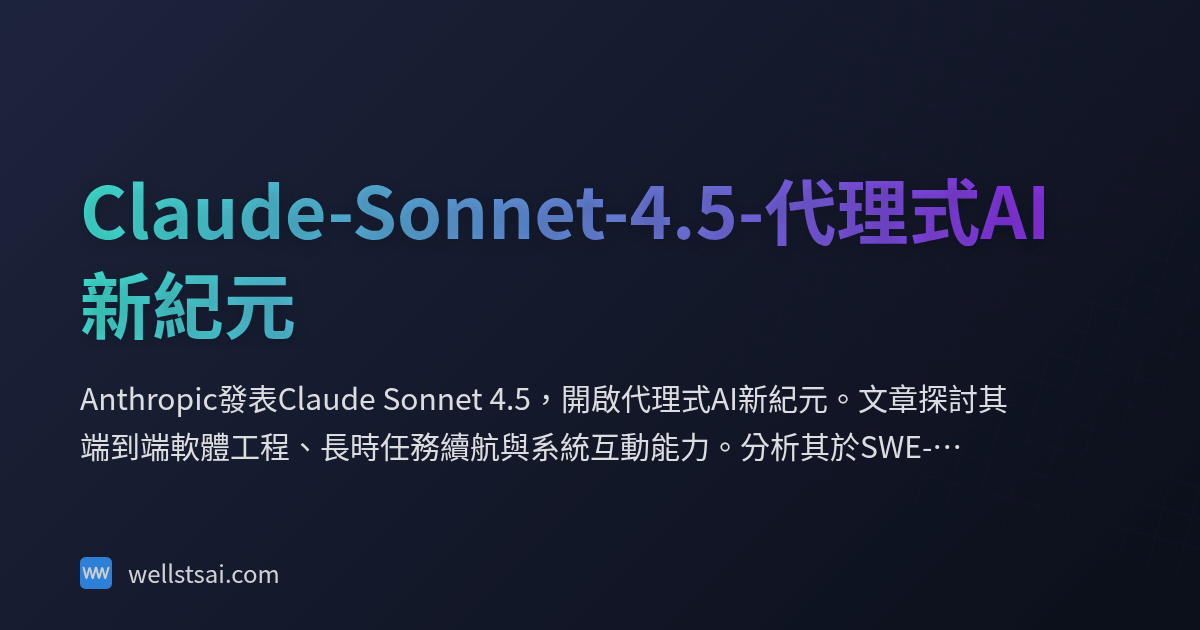 Claude-Sonnet-4.5-代理式AI
新紀元
Anthropic發表Claude Sonnet 4.5，開啟代理式AI新紀元。文章探討其
端到端軟體工程、長時任務續航與系統互動能力。分析其於SWE-…
wellstsai.com